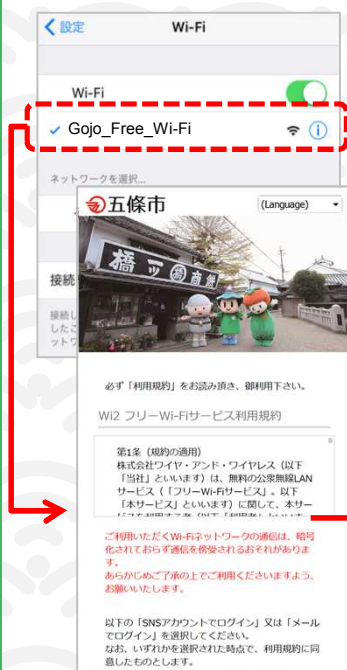 設定
Wi-Fi
Wi-Fi
Gojo_Free_Wi-Fi
ネットワークを選択...
接続
五條市
(Language)
必ず「利用規約」をお読み頂き、御利用下さい。
Wi2 フリーWi-Fiサービス利用規約
第1条（規約の適用）
株式会社ワイヤ・アンド・ワイヤレス（以下
「当社」といいます）は、無料の公衆無線LAN
サービス（「フリーWi-Fiサービス」。以下
「本サービス」といいます）に関して、本サー
ご利用いただくWi-Fiネットワークの通信は、暗号
化されておらず通信を傍受されるおそれがありま
す。
あらかじめご了承の上でご利用くださいますよう、
お願いいたします。
以下の「SNSアカウントでログイン」又は「メール
でログイン」を選択してください。
なお、いずれかを選択された時点で、利用規約に同
意したものとします。